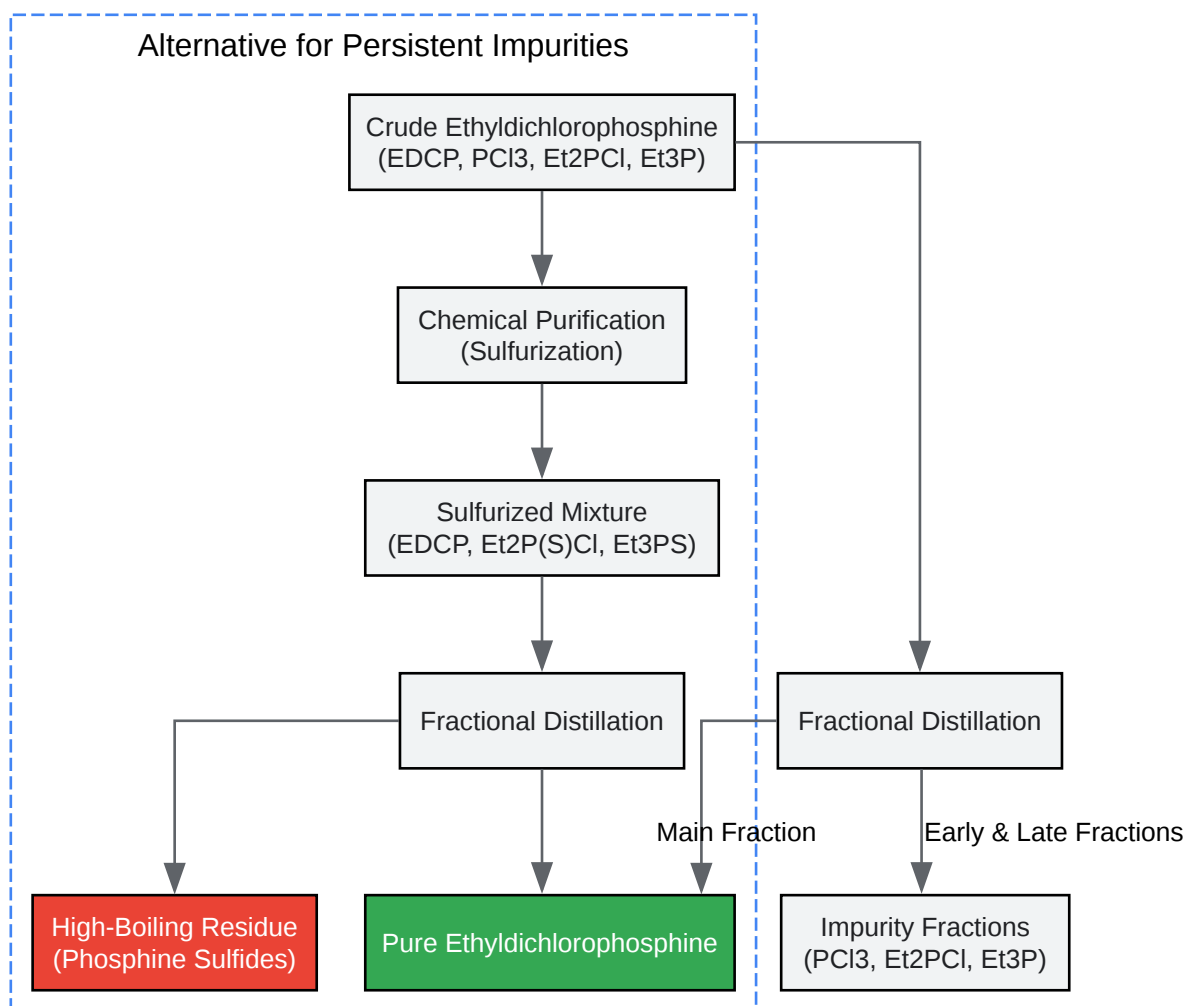 Alternative for Persistent Impurities
Crude Ethyldichlorophosphine
(EDCP, PCl3, Et2PCl, Et3P)
Chemical Purification
(Sulfurization)
Sulfurized Mixture
(EDCP, Et2P(S)Cl, Et3PS)
Fractional Distillation
Fractional Distillation
Main Fraction
Early & Late Fractions
High-Boiling Residue
(Phosphine Sulfides)
Pure Ethyldichlorophosphine
Impurity Fractions
(PCl3, Et2PCl, Et3P)